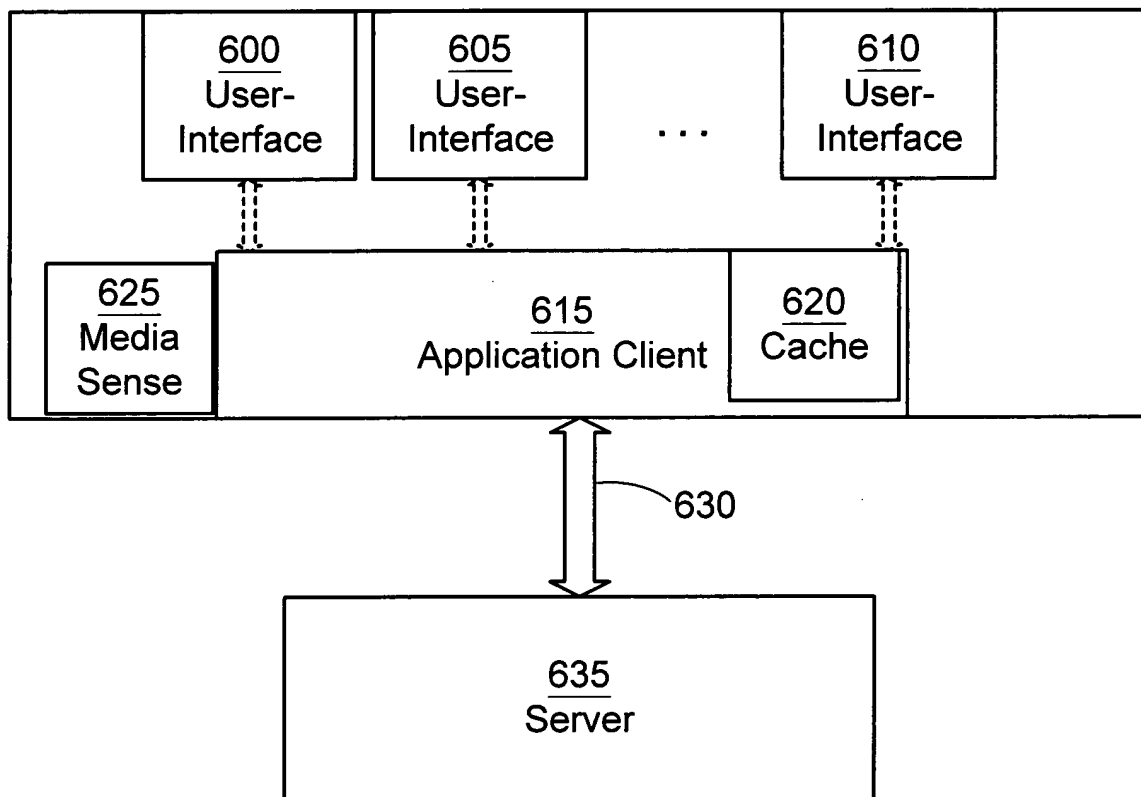 600
User-
Interface
605
User-
Interface
...
610
User-
Interface
625
Media
Sense
615
Application Client
620
Cache
630
635
Server